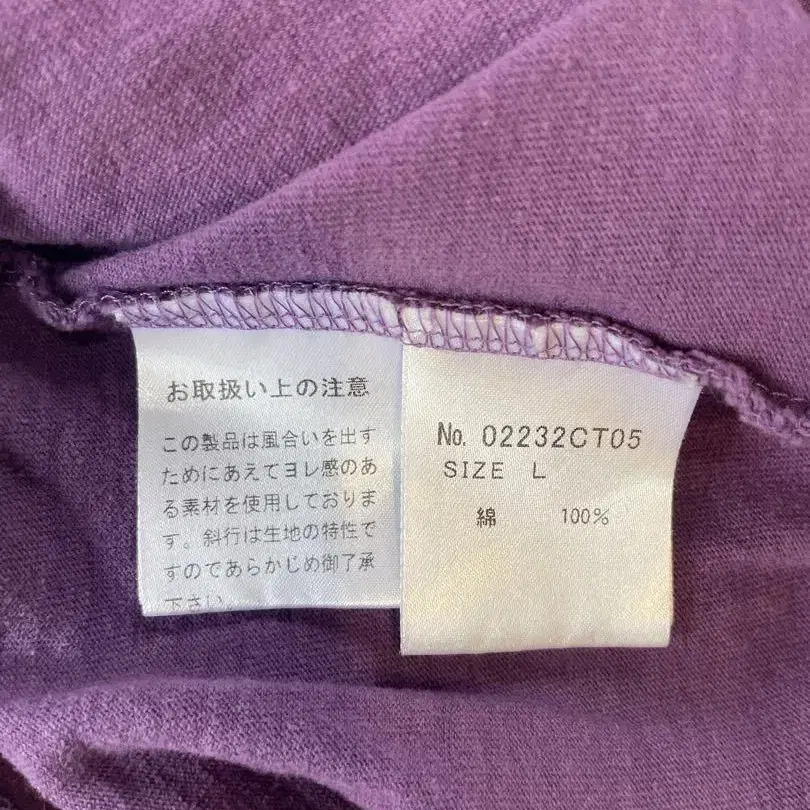 お取扱い上の注意
この製品は風合いを出す
ためにあえてヨレ感のあ
る素材を使用しておりま
す。斜行は生地の特性で
すのであらかじめ御了承
下さい。
No. 02232CT05
SIZE L
綿 100%